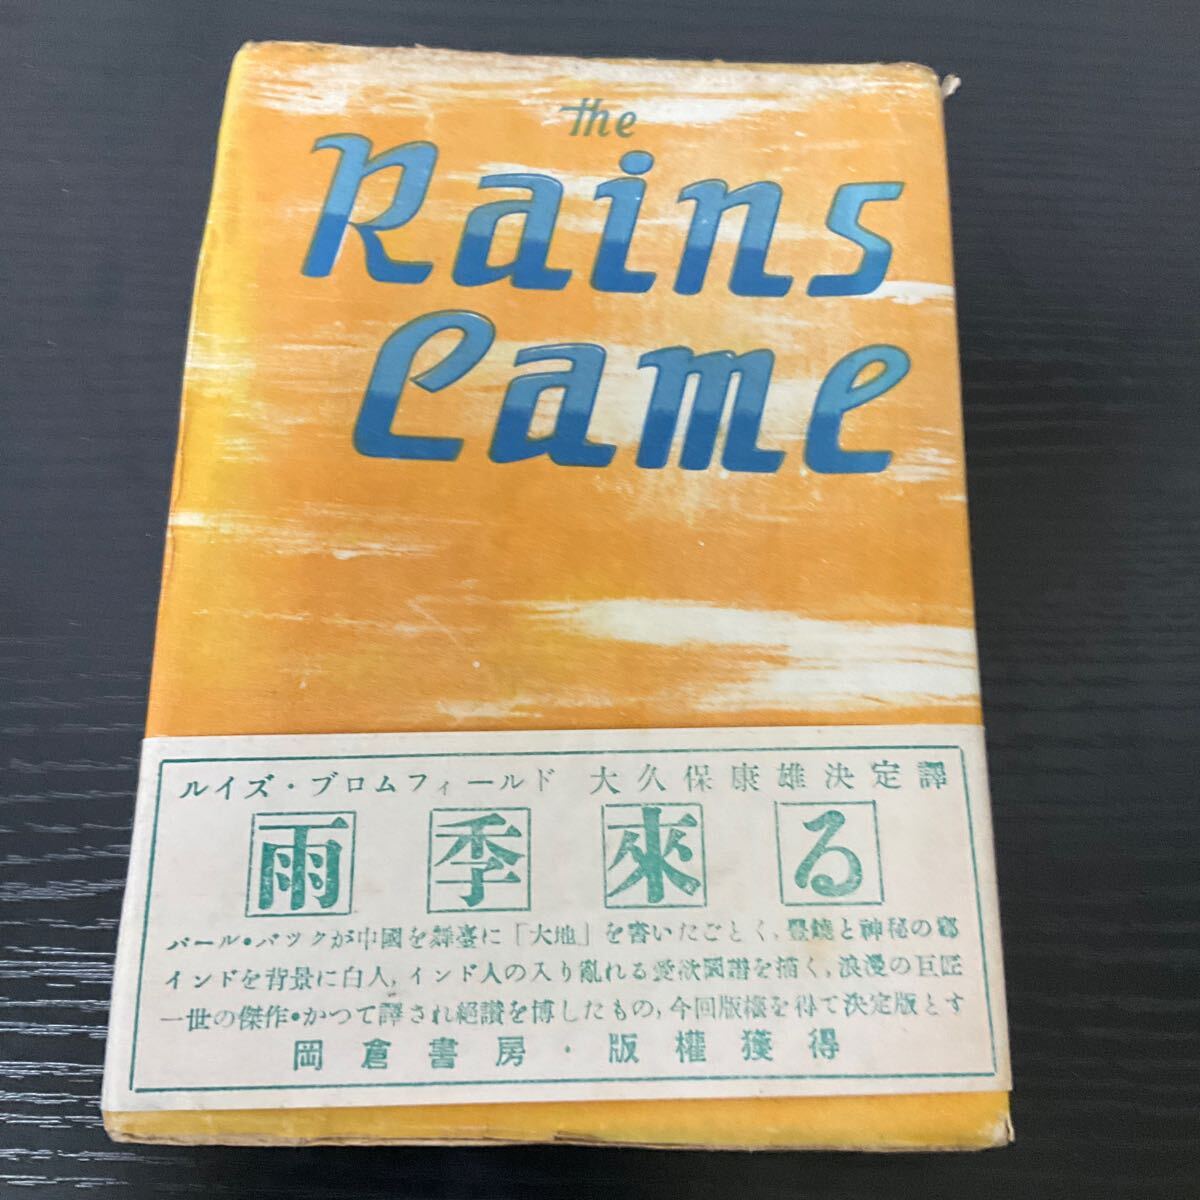 the
Rains
Came
ルイズ・ブロムフィールド 大久保康雄決定譯
雨季來る
パール・バックが中國を舞臺に「大地」を書いたごとく、豐饒と神秘の鄕
インドを背景に白人、インド人の入り亂れる愛欲図譜を描く、浪漫の巨匠
一世の傑作・かつて譯され絕讃を博したもの、今回版權を得て決定版とす
岡倉書房・版權獲得